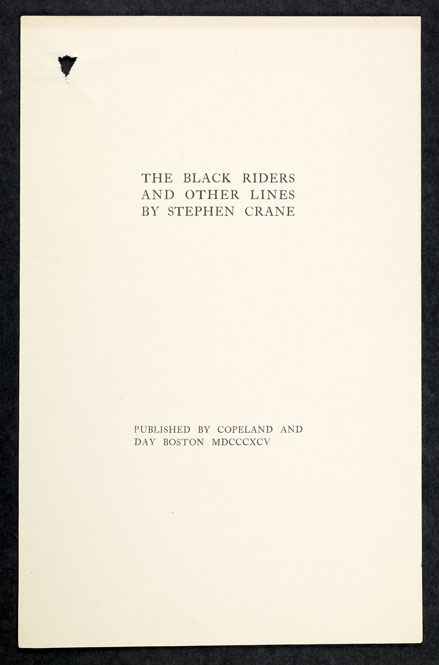 THE BLACK RIDERS
AND OTHER LINES
BY STEPHEN CRANE
PUBLISHED BY COPELAND AND
DAY BOSTON MDCCCXCV